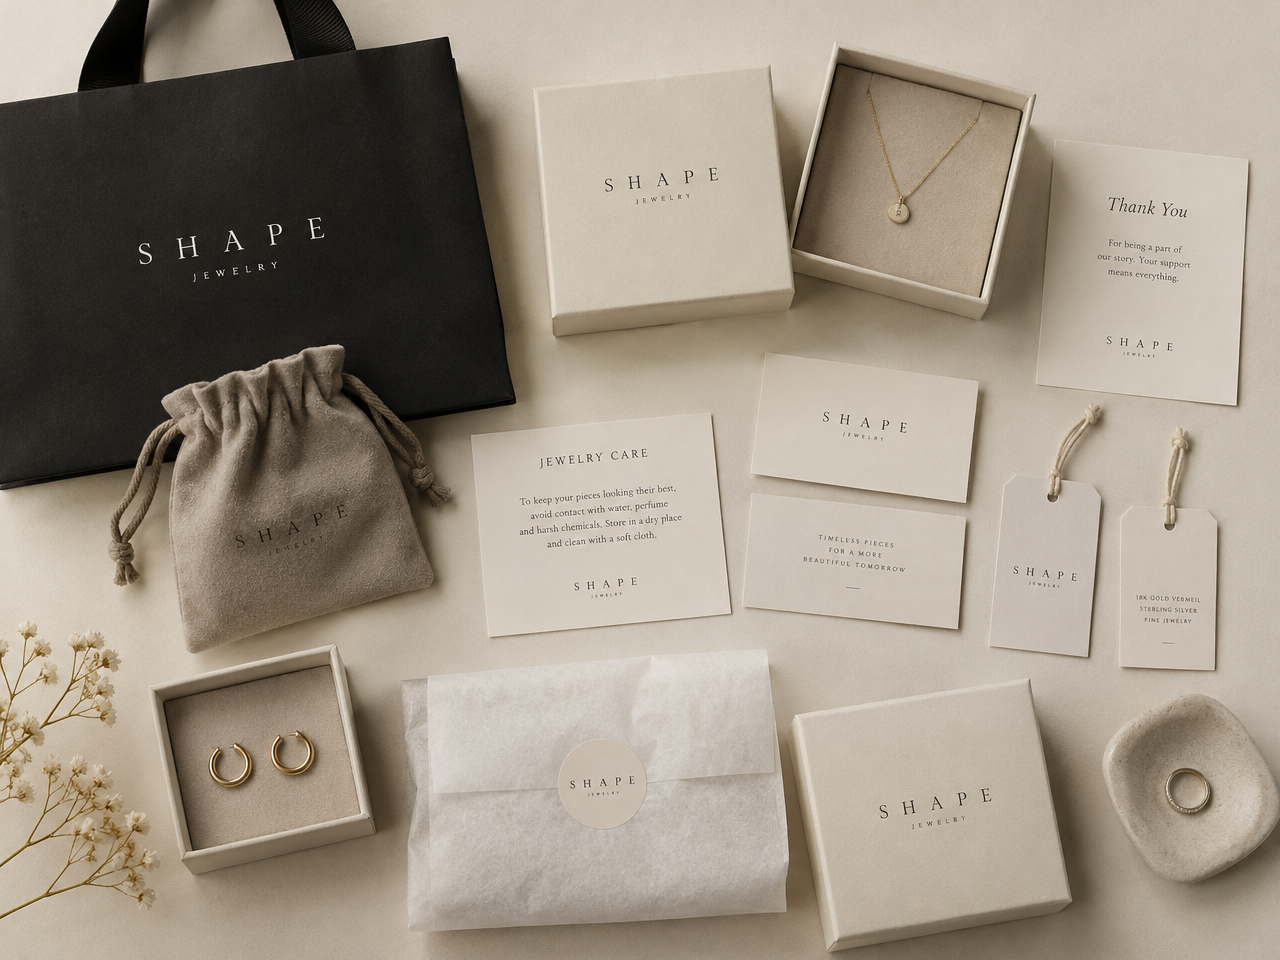 SHAPE
JEWELRY
SHAPE
JEWELRY
Thank You
For being a part of
our story. Your support
means everything.
SHAPE
JEWELRY
SHAPE
JEWELRY
SHAPE
JEWELRY
JEWELRY CARE
To keep your pieces looking their best,
avoid contact with water, perfume
and harsh chemicals. Store in a dry place
and clean with a soft cloth.
SHAPE
JEWELRY
TIMELESS PIECES
FOR A MORE
BEAUTIFUL TOMORROW
SHAPE
JEWELRY
18K GOLD VERMEIL
STERLING SILVER
FINE JEWELRY
SHAPE
JEWELRY
SHAPE
JEWELRY